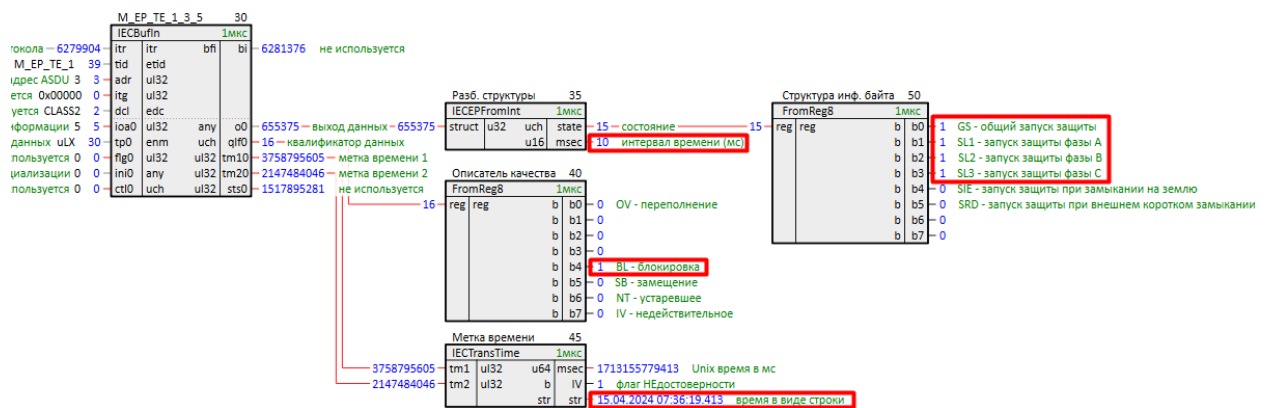 M_EP_TE_1_3_5 30
IECBufIn 1мкс
токола 6279904 itr itr bfi bi 6281376 не используется
M_EP_TE_1 39 tid etid
адрес ASDU 3 3 adr ul32
ется 0x00000 0 itg ul32
уется CLASS2 2 dcl edc
нформации 5 5 ioa0 ul32 any o0 655375 выход данных 655375
данных uLX 30 tp0 enm uch qlf0 16 квалификатор данных
пользуется 0 0 flg0 ul32 ul32 tm10 3758795605 метка времени 1
циализации 0 0 ini0 any ul32 tm20 2147484046 метка времени 2
пользуется 0 0 ctl0 uch ul32 sts0 1517895281 не используется
Разб. структуры 35
IECEPFromInt 1мкс
struct u32 uch state 15 состояние 15
u16 msec 10 интервал времени (мс)
Структура инф. байта 50
FromReg8 1мкс
reg reg b b0 1 GS - общий запуск защиты
b b1 1 SL1 - запуск защиты фазы A
b b2 1 SL2 - запуск защиты фазы B
b b3 1 SL3 - запуск защиты фазы C
b b4 0 SIE - запуск защиты при замыкании на землю
b b5 0 SRD - запуск защиты при внешнем коротком замыкании
b b6 0
b b7 0
Описатель качества 40
FromReg8 1мкс
16 reg reg b b0 0 OV - переполнение
b b1 0
b b2 0
b b3 0
b b4 1 BL - блокировка
b b5 0 SB - замещение
b b6 0 NT - устаревшее
b b7 0 IV - недействительное
Метка времени 45
IECTransTime 1мкс
3758795605 tm1 ul32 u64 msec 1713155779413 Unix время в мс
2147484046 tm2 ul32 b IV 1 флаг НЕдостоверности
str str 15.04.2024 07:36:19.413 время в виде строки